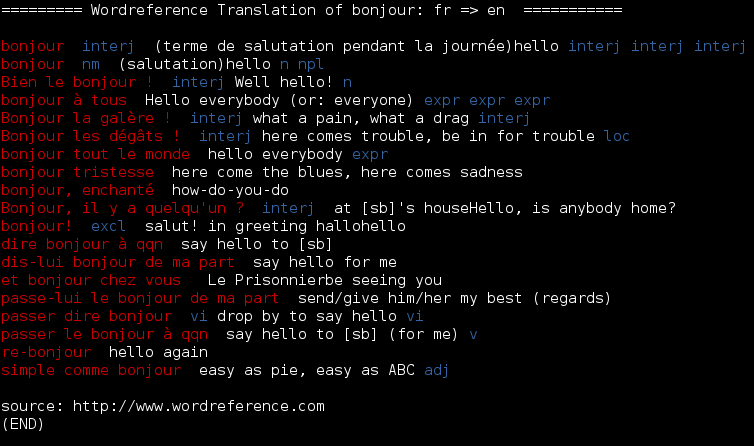 ========= Wordreference Translation of bonjour: fr => en  ===========
bonjour  interj  (terme de salutation pendant la journée)hello interj interj interj
bonjour  nm  (salutation)hello n npl
Bien le bonjour !  interj Well hello! n
bonjour à tous  Hello everybody (or: everyone) expr expr expr
Bonjour la galère !  interj what a pain, what a drag interj
Bonjour les dégâts !  interj here comes trouble, be in for trouble loc
bonjour tout le monde  hello everybody expr
bonjour tristesse  here come the blues, here comes sadness
bonjour, enchanté  how-do-you-do
Bonjour, il y a quelqu'un ?  interj  at [sb]'s houseHello, is anybody home?
bonjour!  excl  salut! in greeting hallohello
dire bonjour à qqn  say hello to [sb]
dis-lui bonjour de ma part  say hello for me
et bonjour chez vous   Le Prisonnierbe seeing you
passe-lui le bonjour de ma part  send/give him/her my best (regards)
passer dire bonjour  vi drop by to say hello vi
passer le bonjour à qqn  say hello to [sb] (for me) v
re-bonjour  hello again
simple comme bonjour  easy as pie, easy as ABC adj
source: http://www.wordreference.com
(END)